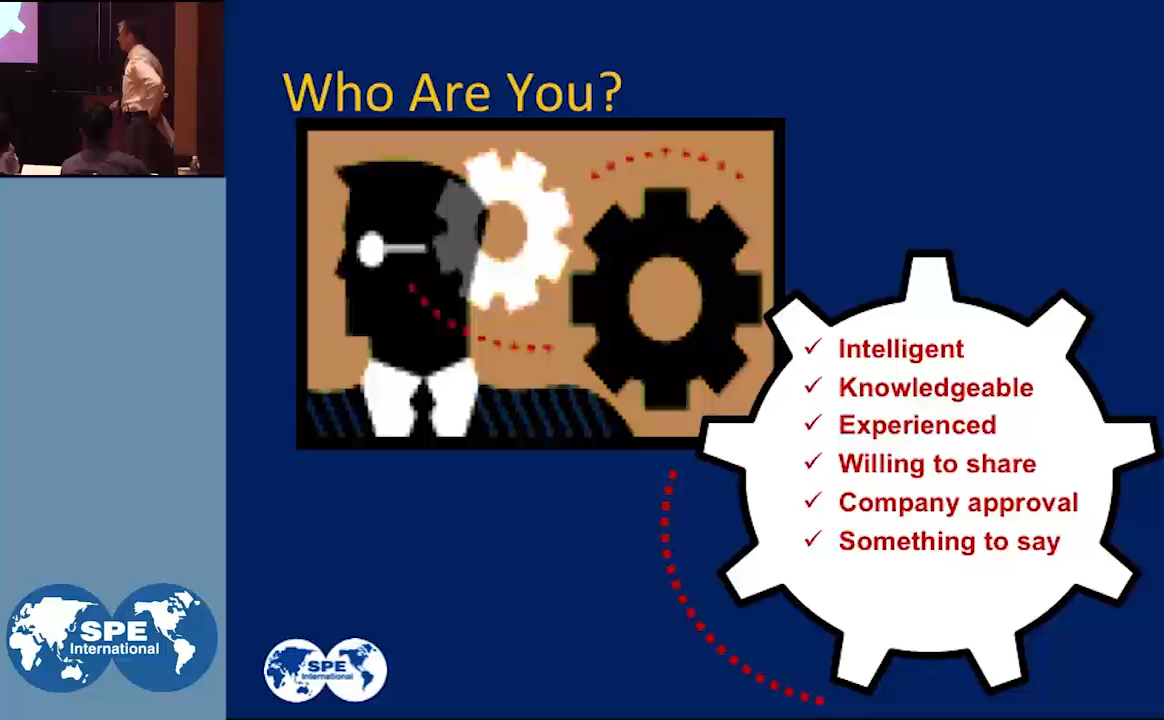 Who Are You?
✓ Intelligent
✓ Knowledgeable
✓ Experienced
✓ Willing to share
✓ Company approval
✓ Something to say
SPE
International
SPE
International